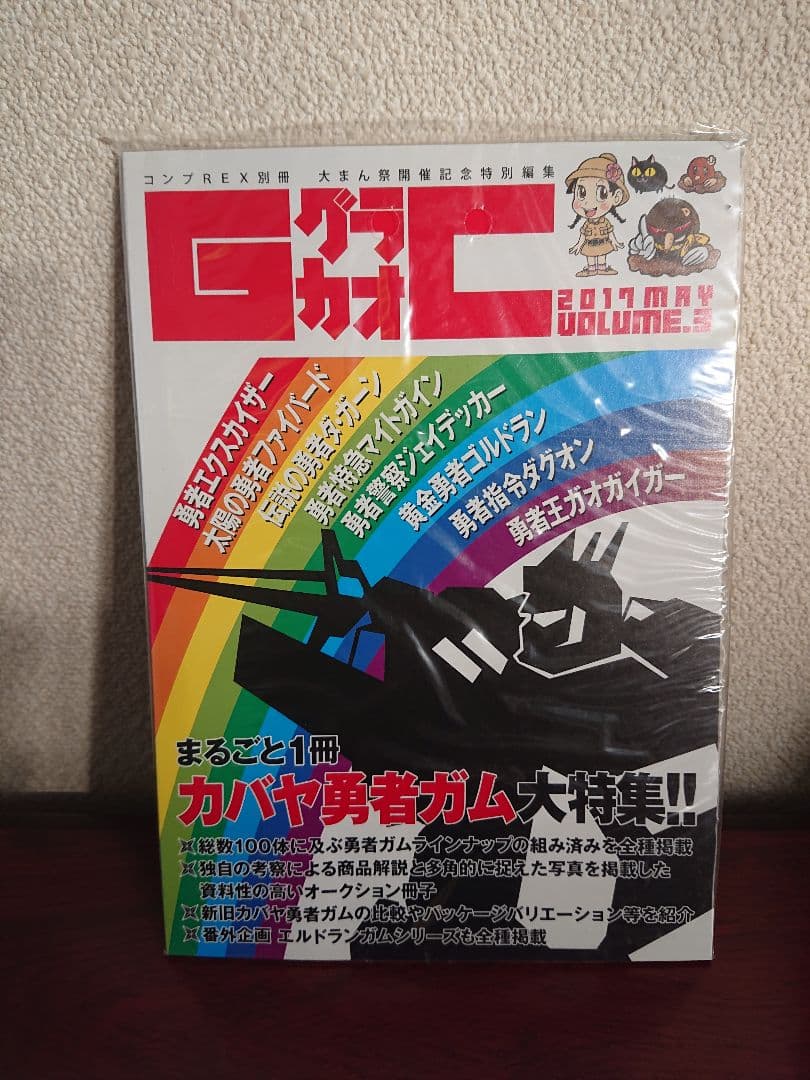 コンプREX別冊 大まん祭開催記念特別編集
GグラカオC
2017 MAY
VOLUME.3
勇者エクスカイザー
太陽の勇者ファイバード
伝説の勇者ダ・ガーン
勇者特急マイトガイン
勇者警察ジェイデッカー
黄金勇者ゴルドラン
勇者指令ダグオン
勇者王ガオガイガー
まるごと1冊
カバヤ勇者ガム大特集!!
総数100体に及ぶ勇者ガムラインナップの組み済みを全種掲載
独自の考察による商品解説と多角的に捉えた写真を掲載した
資料性の高いオークション冊子
新旧カバヤ勇者ガムの比較やパッケージバリエーション等を紹介
番外企画 エルドランガムシリーズも全種掲載